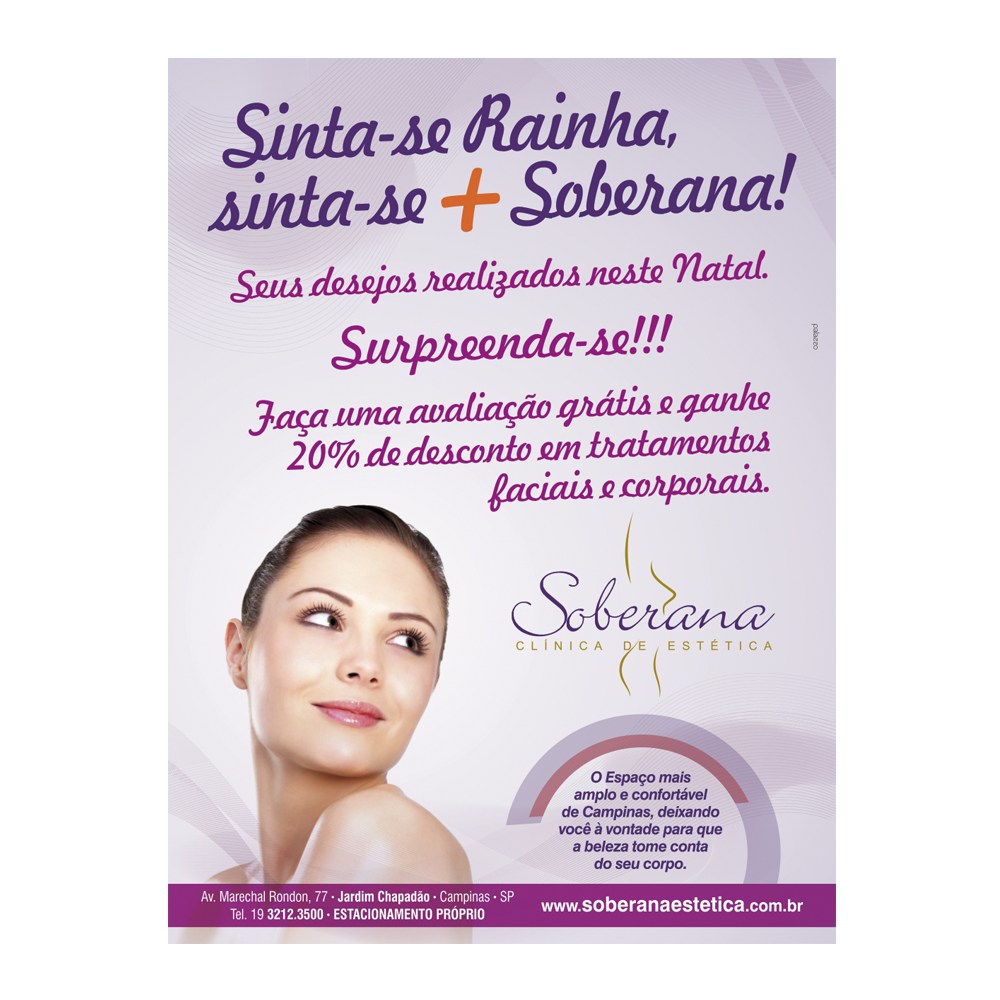 Sinta-se Rainha,
sinta-se + Soberana!
Seus desejos realizados neste Natal.
Surpreenda-se!!!
Faça uma avaliação grátis e ganhe
20% de desconto em tratamentos
faciais e corporais.
Soberana
CLÍNICA DE ESTÉTICA
O Espaço mais
amplo e confortável
de Campinas, deixando
você à vontade para que
a beleza tome conta
do seu corpo.
Av. Marechal Rondon, 77 • Jardim Chapadão • Campinas • SP
Tel. 19 3212.3500 • ESTACIONAMENTO PRÓPRIO
www.soberanaestetica.com.br